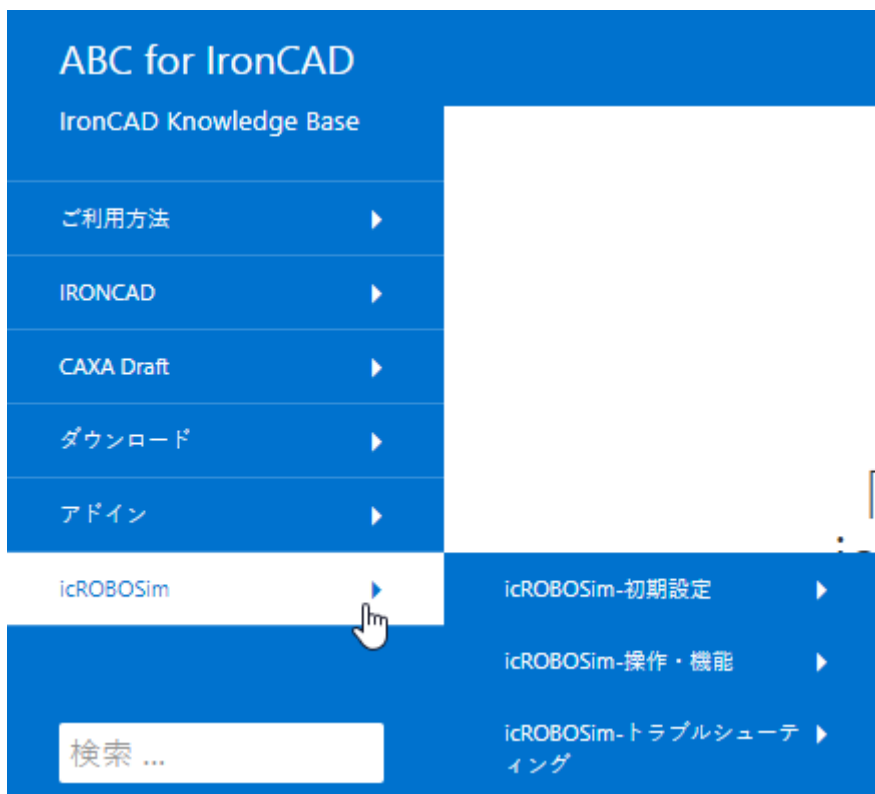 ABC for IronCAD
IronCAD Knowledge Base
ご利用方法
IRONCAD
CAXA Draft
ダウンロード
アドイン
icROBOSim
icROBOSim-初期設定
icROBOSim-操作・機能
icROBOSim-トラブルシューテ
ィング
検索 ...